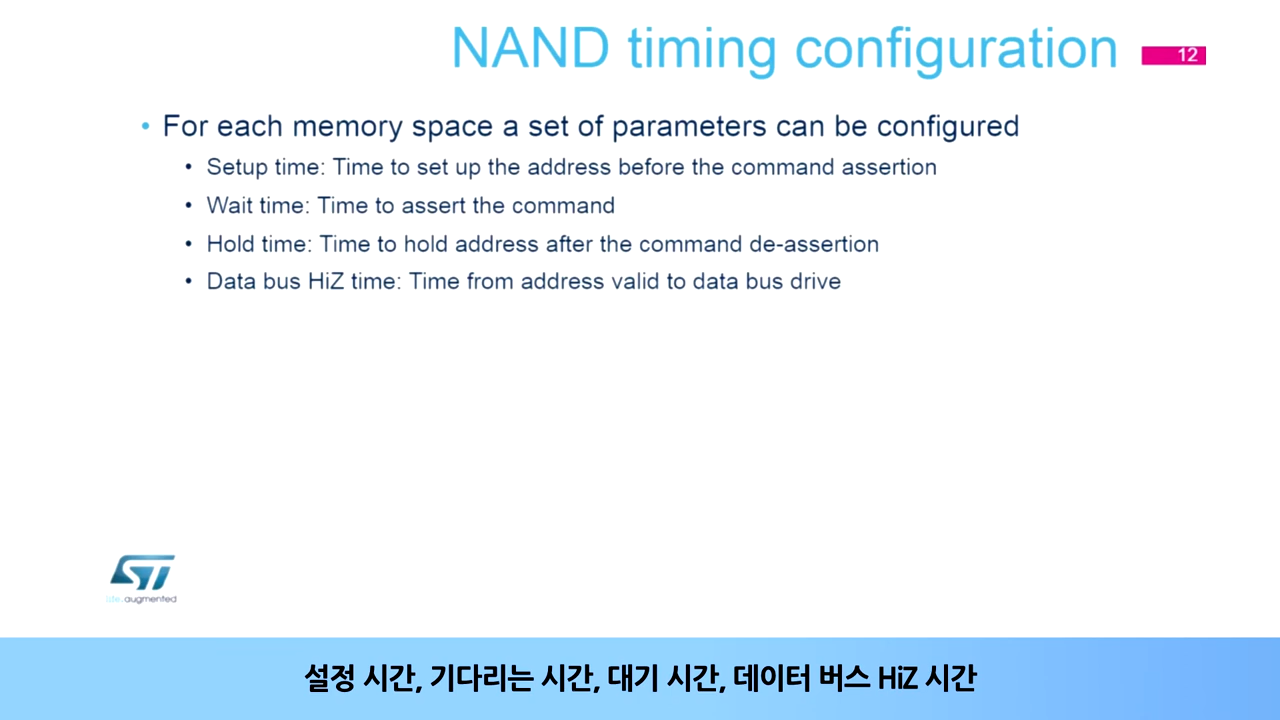 NAND timing configuration
12
• For each memory space a set of parameters can be configured
• Setup time: Time to set up the address before the command assertion
• Wait time: Time to assert the command
• Hold time: Time to hold address after the command de-assertion
• Data bus HiZ time: Time from address valid to data bus drive
ST
life.augmented
설정 시간, 기다리는 시간, 대기 시간, 데이터 버스 HiZ 시간